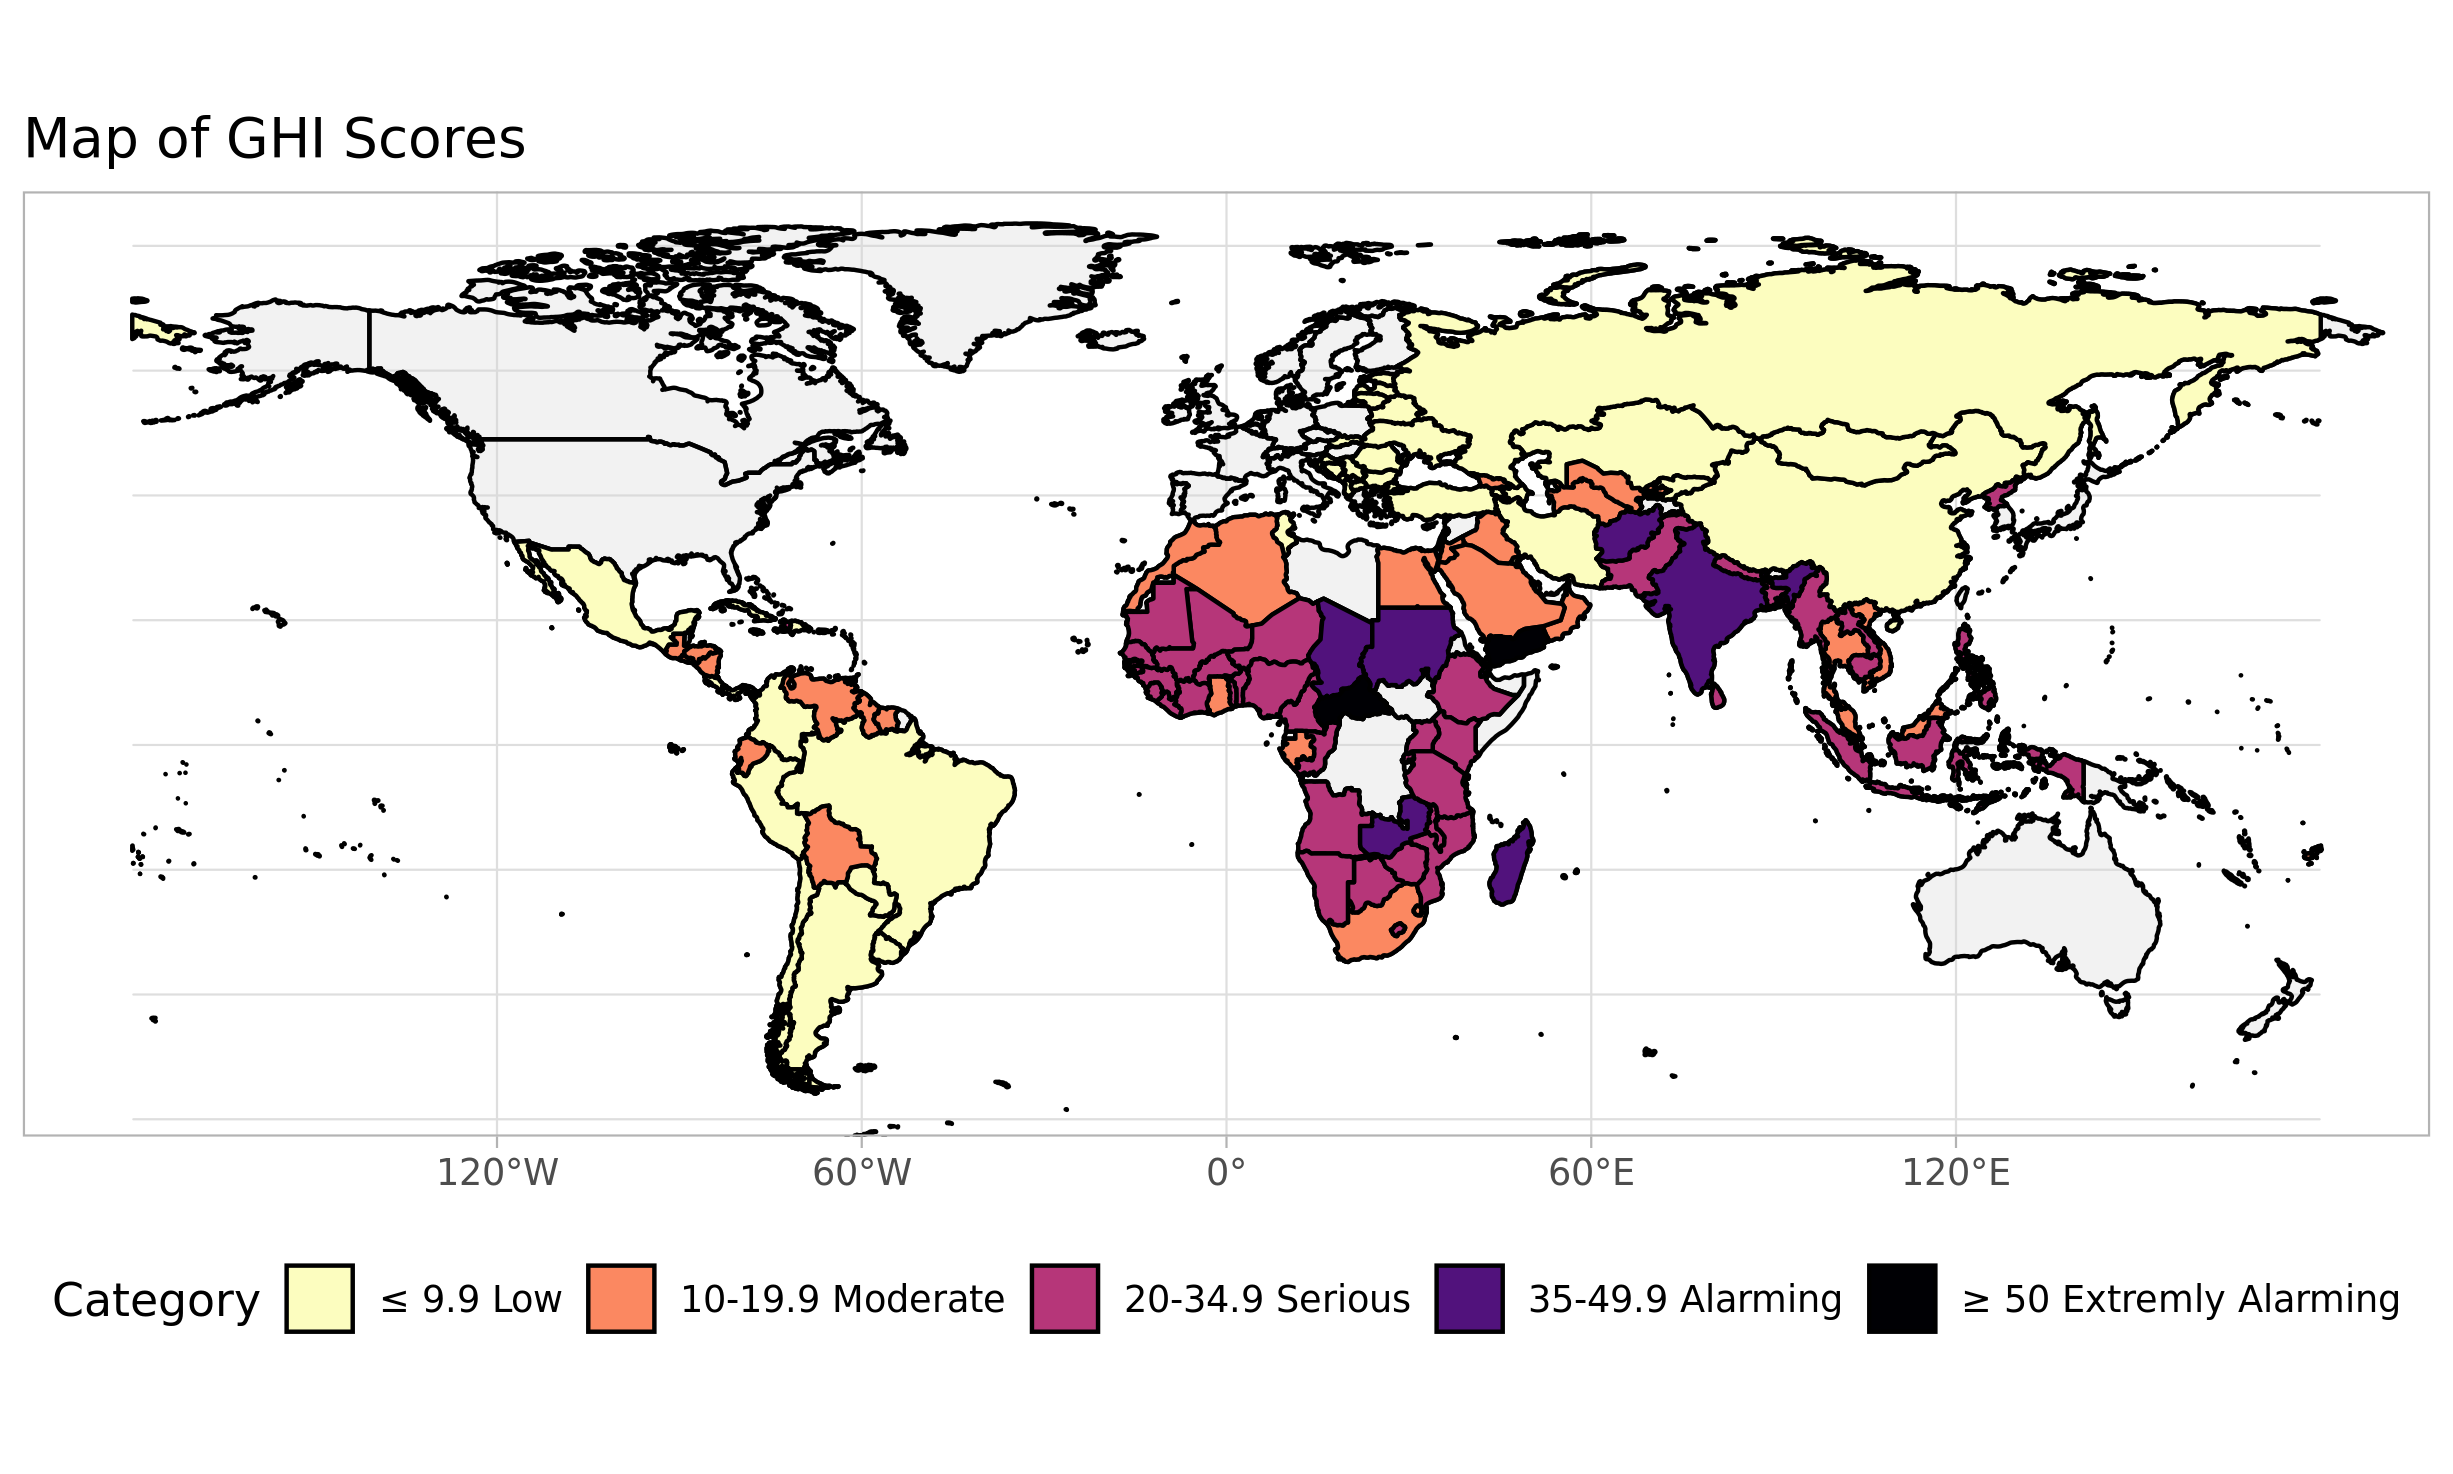 Map of GHI Scores
120°W 60°W 0° 60°E 120°E
Category ≤ 9.9 Low 10-19.9 Moderate 20-34.9 Serious 35-49.9 Alarming ≥ 50 Extremly Alarming